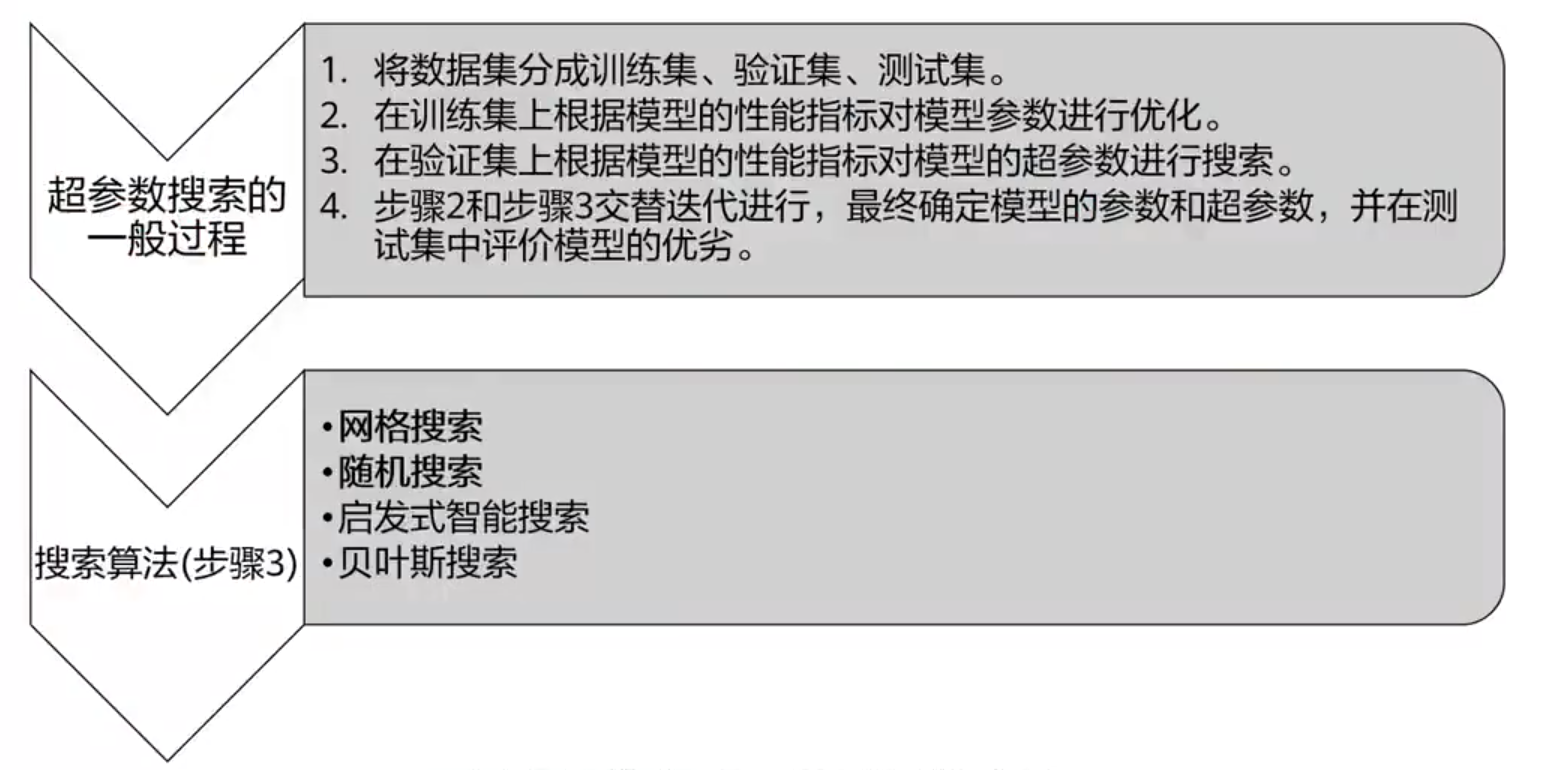 超参数搜索的
一般过程
1. 将数据集分成训练集、验证集、测试集。
2. 在训练集上根据模型的性能指标对模型参数进行优化。
3. 在验证集上根据模型的性能指标对模型的超参数进行搜索。
4. 步骤2和步骤3交替迭代进行，最终确定模型的参数和超参数，并在测
试集中评价模型的优劣。
搜索算法(步骤3)
•网格搜索
•随机搜索
•启发式智能搜索
•贝叶斯搜索